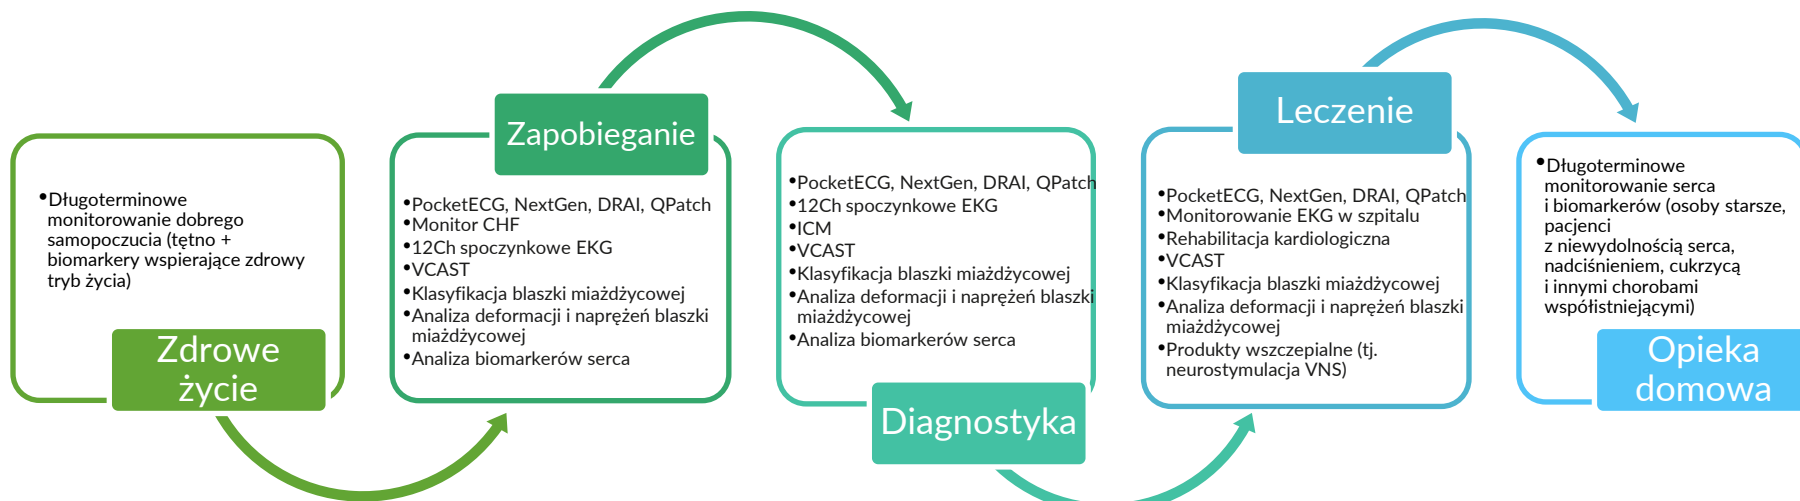 •Długoterminowe
monitorowanie dobrego
samopoczucia (tętno +
biomarkery wspierające zdrowy
tryb życia)
Zdrowe
życie
Zapobieganie
•PocketECG, NextGen, DRAI, QPatch
•Monitor CHF
•12Ch spoczynkowe EKG
•VCAST
•Klasyfikacja blaszki miażdżycowej
•Analiza deformacji i naprężeń blaszki
miażdżycowej
•Analiza biomarkerów serca
•PocketECG, NextGen, DRAI, QPatch
•12Ch spoczynkowe EKG
•ICM
•VCAST
•Klasyfikacja blaszki miażdżycowej
•Analiza deformacji i naprężeń blaszki
miażdżycowej
•Analiza biomarkerów serca
Diagnostyka
Leczenie
•PocketECG, NextGen, DRAI, QPatch
•Monitorowanie EKG w szpitalu
•Rehabilitacja kardiologiczna
•VCAST
•Klasyfikacja blaszki miażdżycowej
•Analiza deformacji i naprężeń blaszki
miażdżycowej
•Produkty wszczepialne (tj.
neurostymulacja VNS)
•Długoterminowe
monitorowanie serca
i biomarkerów (osoby starsze,
pacjenci
z niewydolnością serca,
nadciśnieniem, cukrzycą
i innymi chorobami
współistniejącymi)
Opieka
domowa